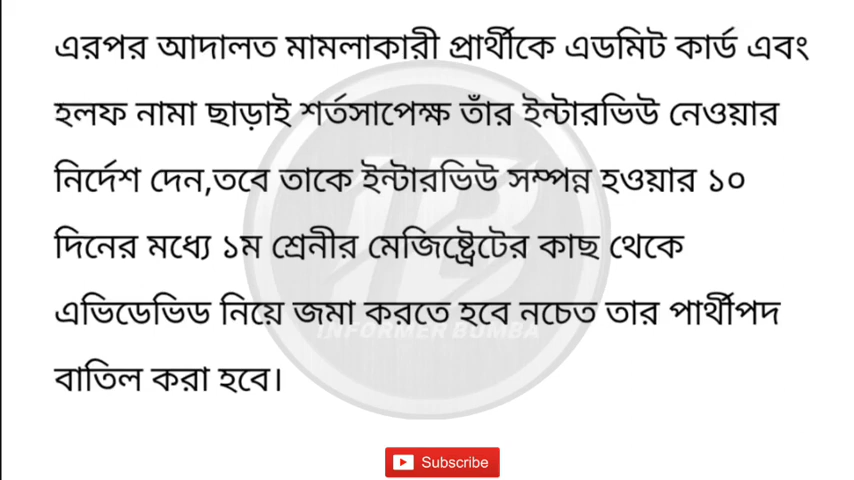 এরপর আদালত মামলাকারী প্রার্থীকে এডমিট কার্ড এবং
হলফ নামা ছাড়াই শর্তসাপেক্ষ তাঁর ইন্টারভিউ নেওয়ার
নির্দেশ দেন,তবে তাকে ইন্টারভিউ সম্পন্ন হওয়ার ১০
দিনের মধ্যে ১ম শ্রেনীর মেজিষ্ট্রেটের কাছ থেকে
এভিডেভিড নিয়ে জমা করতে হবে নচেত তার পার্থীপদ
INFORMER BUMBA
বাতিল করা হবে।
Subscribe